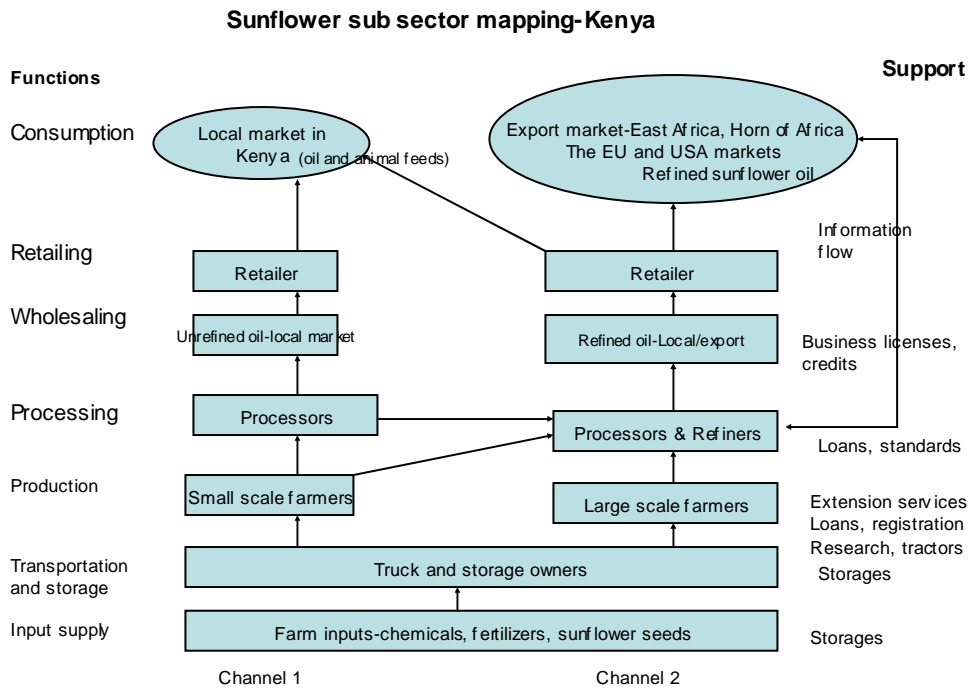 Sunflower sub sector mapping-Kenya
Functions
Support
Consumption
Local market in
Kenya (oil and animal feeds)
Export market-East Africa, Horn of Africa
The EU and USA markets
Refined sunflower oil
Information
flow
Retailing
Retailer
Retailer
Wholesaling
Unrefined oil-local market
Refined oil-Local/export
Business licenses,
credits
Processing
Processors
Processors & Refiners
Loans, standards
Production
Small scale farmers
Large scale farmers
Extension services
Loans, registration
Research, tractors
Transportation
and storage
Truck and storage owners
Storages
Input supply
Farm inputs-chemicals, fertilizers, sunflower seeds
Storages
Channel 1
Channel 2